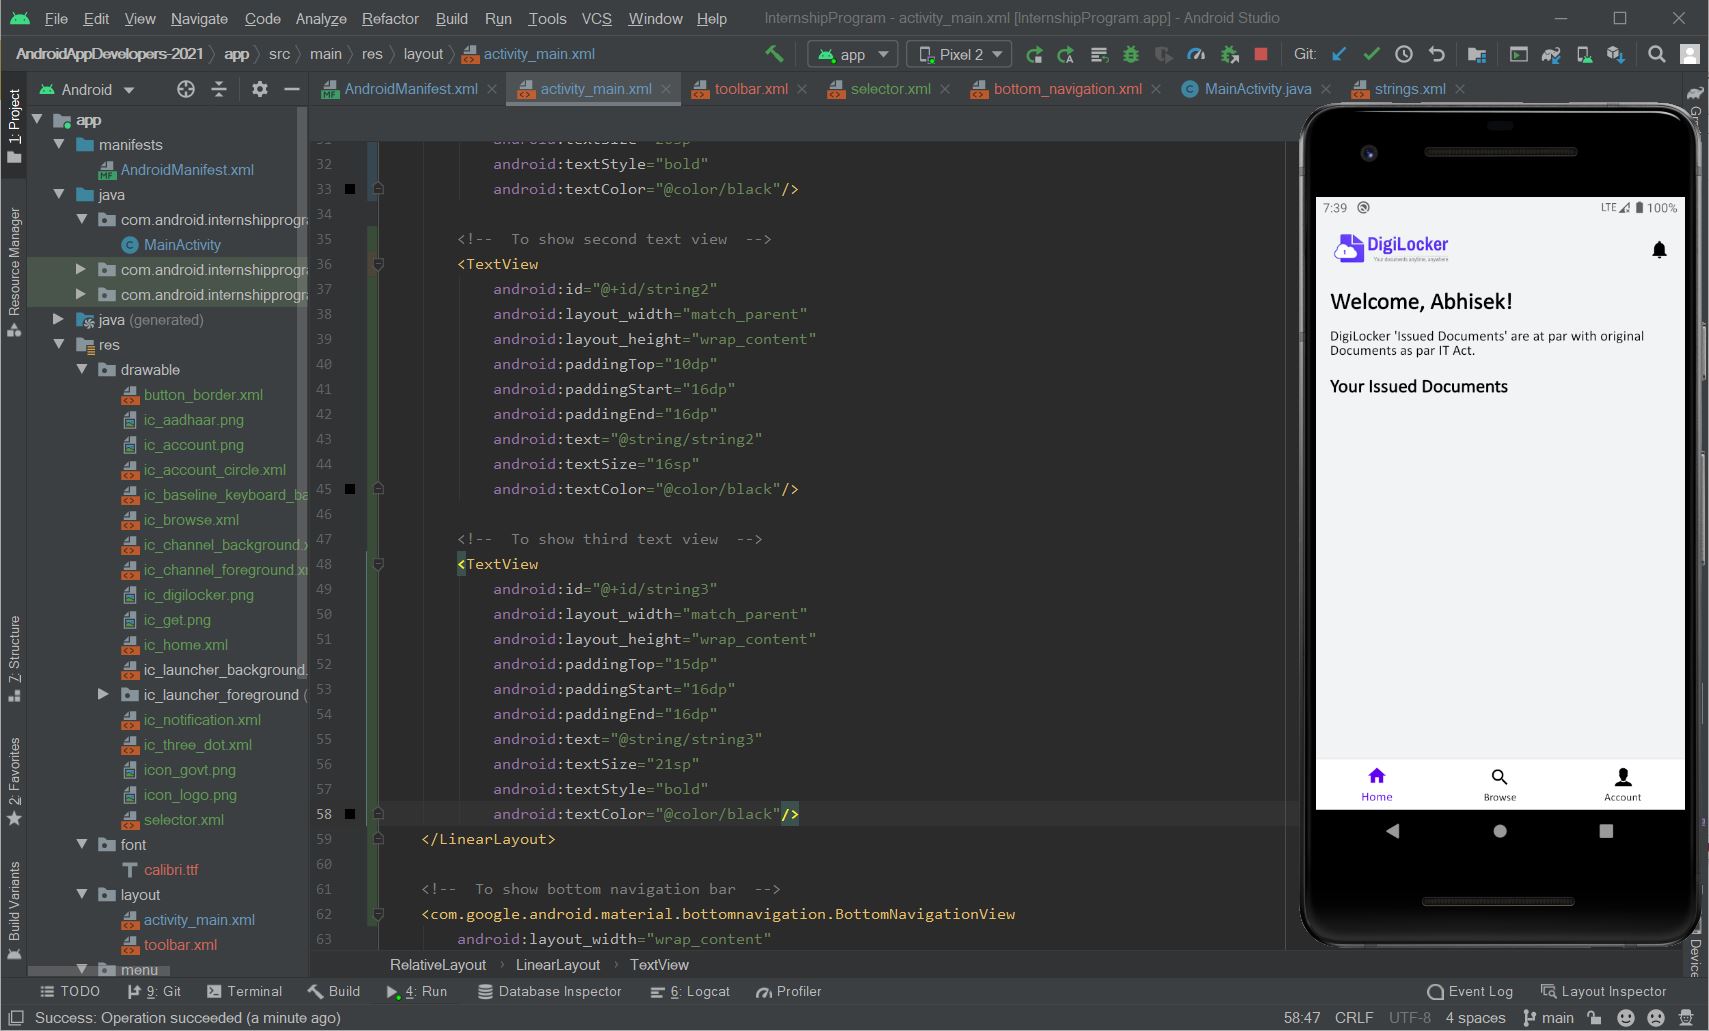 File Edit View Navigate Code Analyze Refactor Build Run Tools VCS Window Help InternshipProgram - activity_main.xml [InternshipProgram.app] - Android Studio
AndroidAppDevelopers-2021 app src main res layout activity_main.xml app Pixel 2 Git:
Android
AndroidManifest.xml activity_main.xml toolbar.xml selector.xml bottom_navigation.xml MainActivity.java strings.xml
1: Project
Resource Manager
7: Structure
2: Favorites
Build Variants
app
manifests
AndroidManifest.xml
java
com.android.internshipprogra
MainActivity
com.android.internshipprogra
com.android.internshipprogra
java (generated)
res
drawable
button_border.xml
ic_aadhaar.png
ic_account.png
ic_account_circle.xml
ic_baseline_keyboard_ba
ic_browse.xml
ic_channel_background.x
ic_channel_foreground.xm
ic_digilocker.png
ic_get.png
ic_home.xml
ic_launcher_background.
ic_launcher_foreground (
ic_notification.xml
ic_three_dot.xml
icon_govt.png
icon_logo.png
selector.xml
font
calibri.ttf
layout
activity_main.xml
toolbar.xml
menu
32 android:textStyle="bold"
33 android:textColor="@color/black"/>
34
35 <!--  To show second text view  -->
36 <TextView
37 android:id="@+id/string2"
38 android:layout_width="match_parent"
39 android:layout_height="wrap_content"
40 android:paddingTop="10dp"
41 android:paddingStart="16dp"
42 android:paddingEnd="16dp"
43 android:text="@string/string2"
44 android:textSize="16sp"
45 android:textColor="@color/black"/>
46
47 <!--  To show third text view  -->
48 <TextView
49 android:id="@+id/string3"
50 android:layout_width="match_parent"
51 android:layout_height="wrap_content"
52 android:paddingTop="15dp"
53 android:paddingStart="16dp"
54 android:paddingEnd="16dp"
55 android:text="@string/string3"
56 android:textSize="21sp"
57 android:textStyle="bold"
58 android:textColor="@color/black"/>
59 </LinearLayout>
60
61 <!--  To show bottom navigation bar  -->
62 <com.google.android.material.bottomnavigation.BottomNavigationView
63 android:layout_width="wrap_content"
RelativeLayout LinearLayout TextView
7:39 LTE 100%
DigiLocker
Your documents anytime, anywhere
Welcome, Abhisek!
DigiLocker 'Issued Documents' are at par with original
Documents as par IT Act.
Your Issued Documents
Home Browse Account
TODO 9: Git Terminal Build 4: Run Database Inspector 6: Logcat Profiler Event Log Layout Inspector
Success: Operation succeeded (a minute ago) 58:47 CRLF UTF-8 4 spaces main